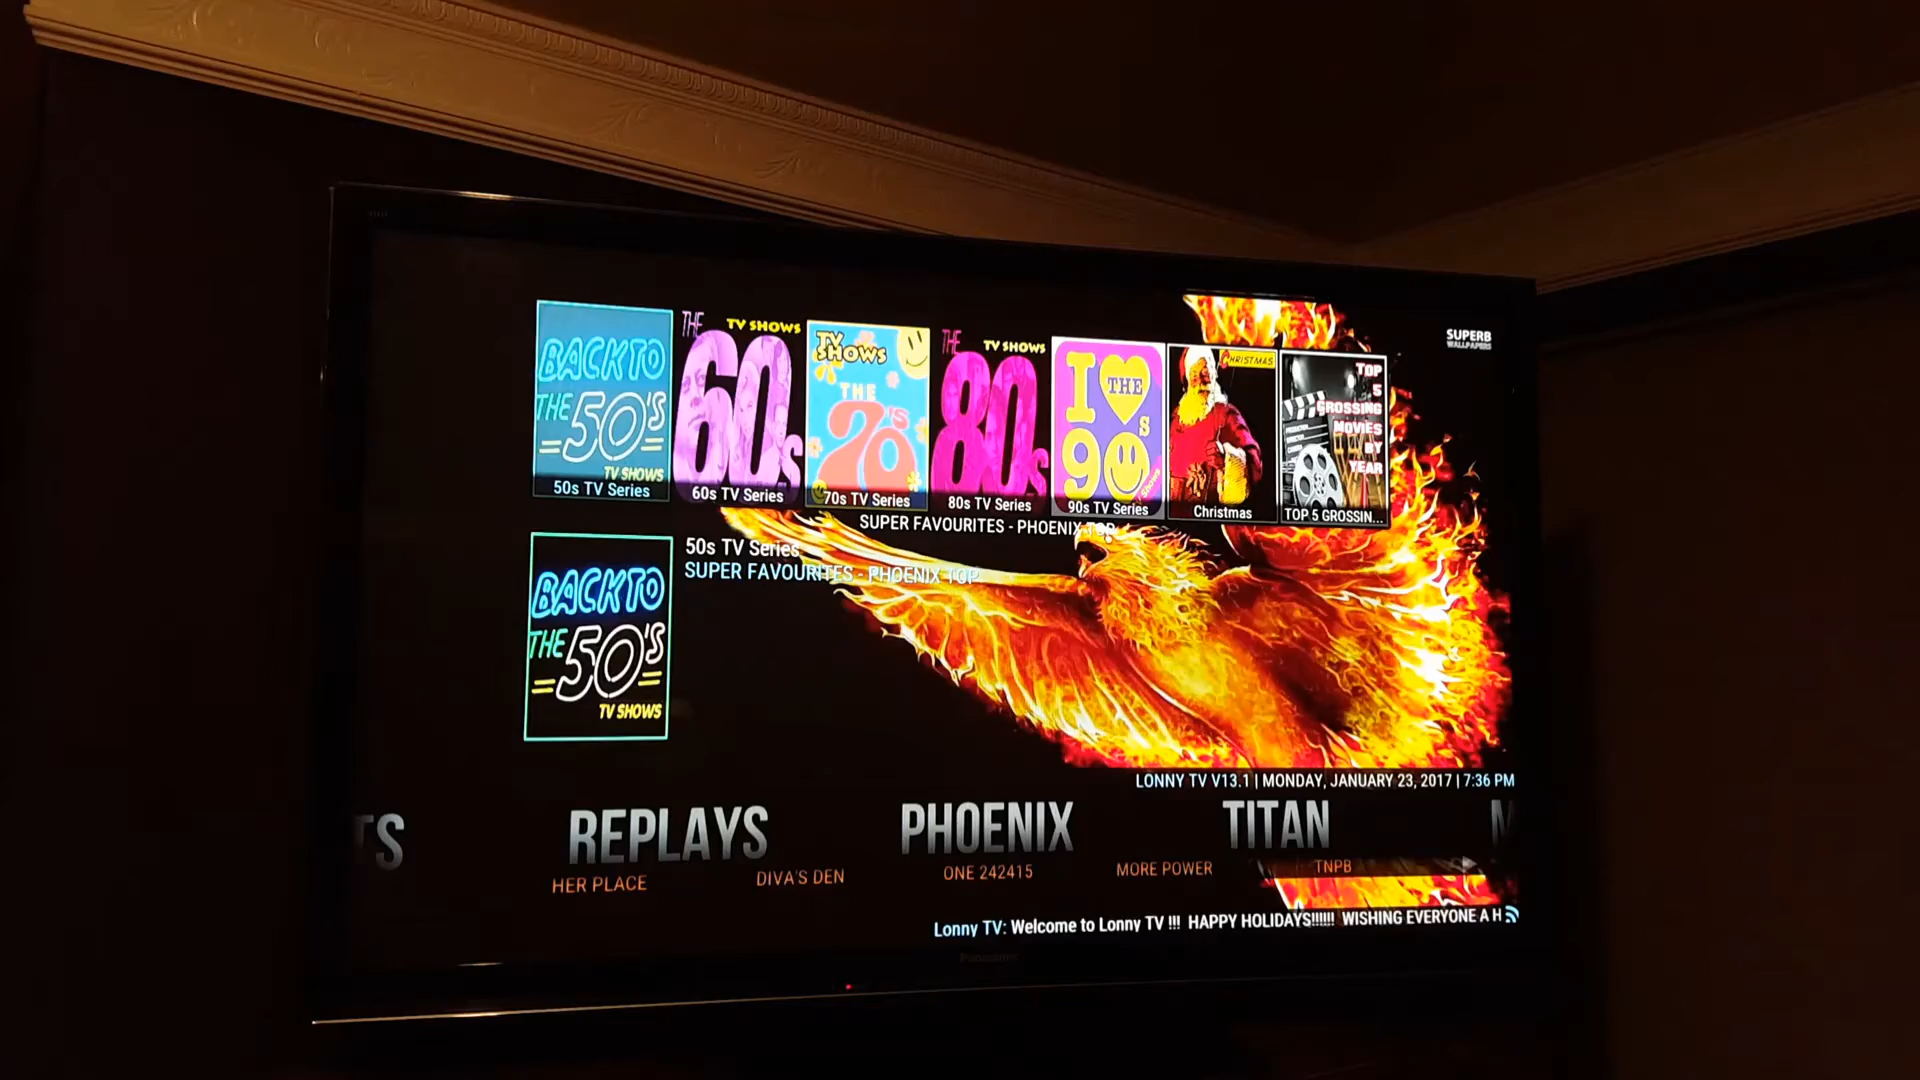 SUPERB
WALLPAPERS
BACK TO
THE 50'S
TV SHOWS
50s TV Series
THE TV SHOWS
60s
60s TV Series
TV SHOWS
THE
70'S
70s TV Series
THE TV SHOWS
80s
80s TV Series
I THE
90s
90s TV Series
CHRISTMAS
Christmas
TOP
5
GROSSING
MOVIES
BY
YEAR
TOP 5 GROSSIN...
SUPER FAVOURITES - PHOENIX TOP
50s TV Series
SUPER FAVOURITES - PHOENIX TOP
BACK TO
THE 50'S
TV SHOWS
LONNY TV V13.1 | MONDAY, JANUARY 23, 2017 | 7:36 PM
TS REPLAYS PHOENIX TITAN M
HER PLACE DIVA'S DEN ONE 242415 MORE POWER TNPB
Lonny TV: Welcome to Lonny TV !!! HAPPY HOLIDAYS!!!!!! WISHING EVERYONE A H
Panasonic